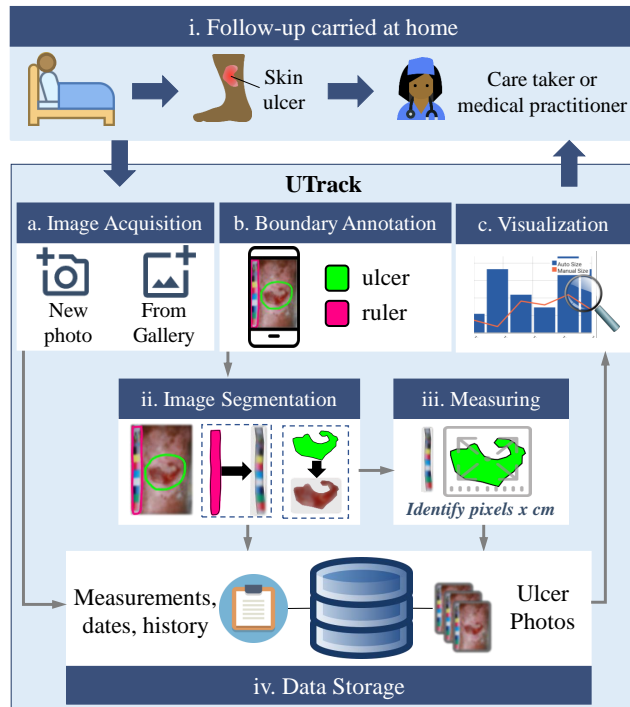 i. Follow-up carried at home
Skin
ulcer
Care taker or
medical practitioner
UTrack
a. Image Acquisition
New
photo
From
Gallery
b. Boundary Annotation
ulcer
ruler
c. Visualization
Auto Size
Manual Size
ii. Image Segmentation
iii. Measuring
Identify pixels x cm
Measurements,
dates, history
Ulcer
Photos
iv. Data Storage